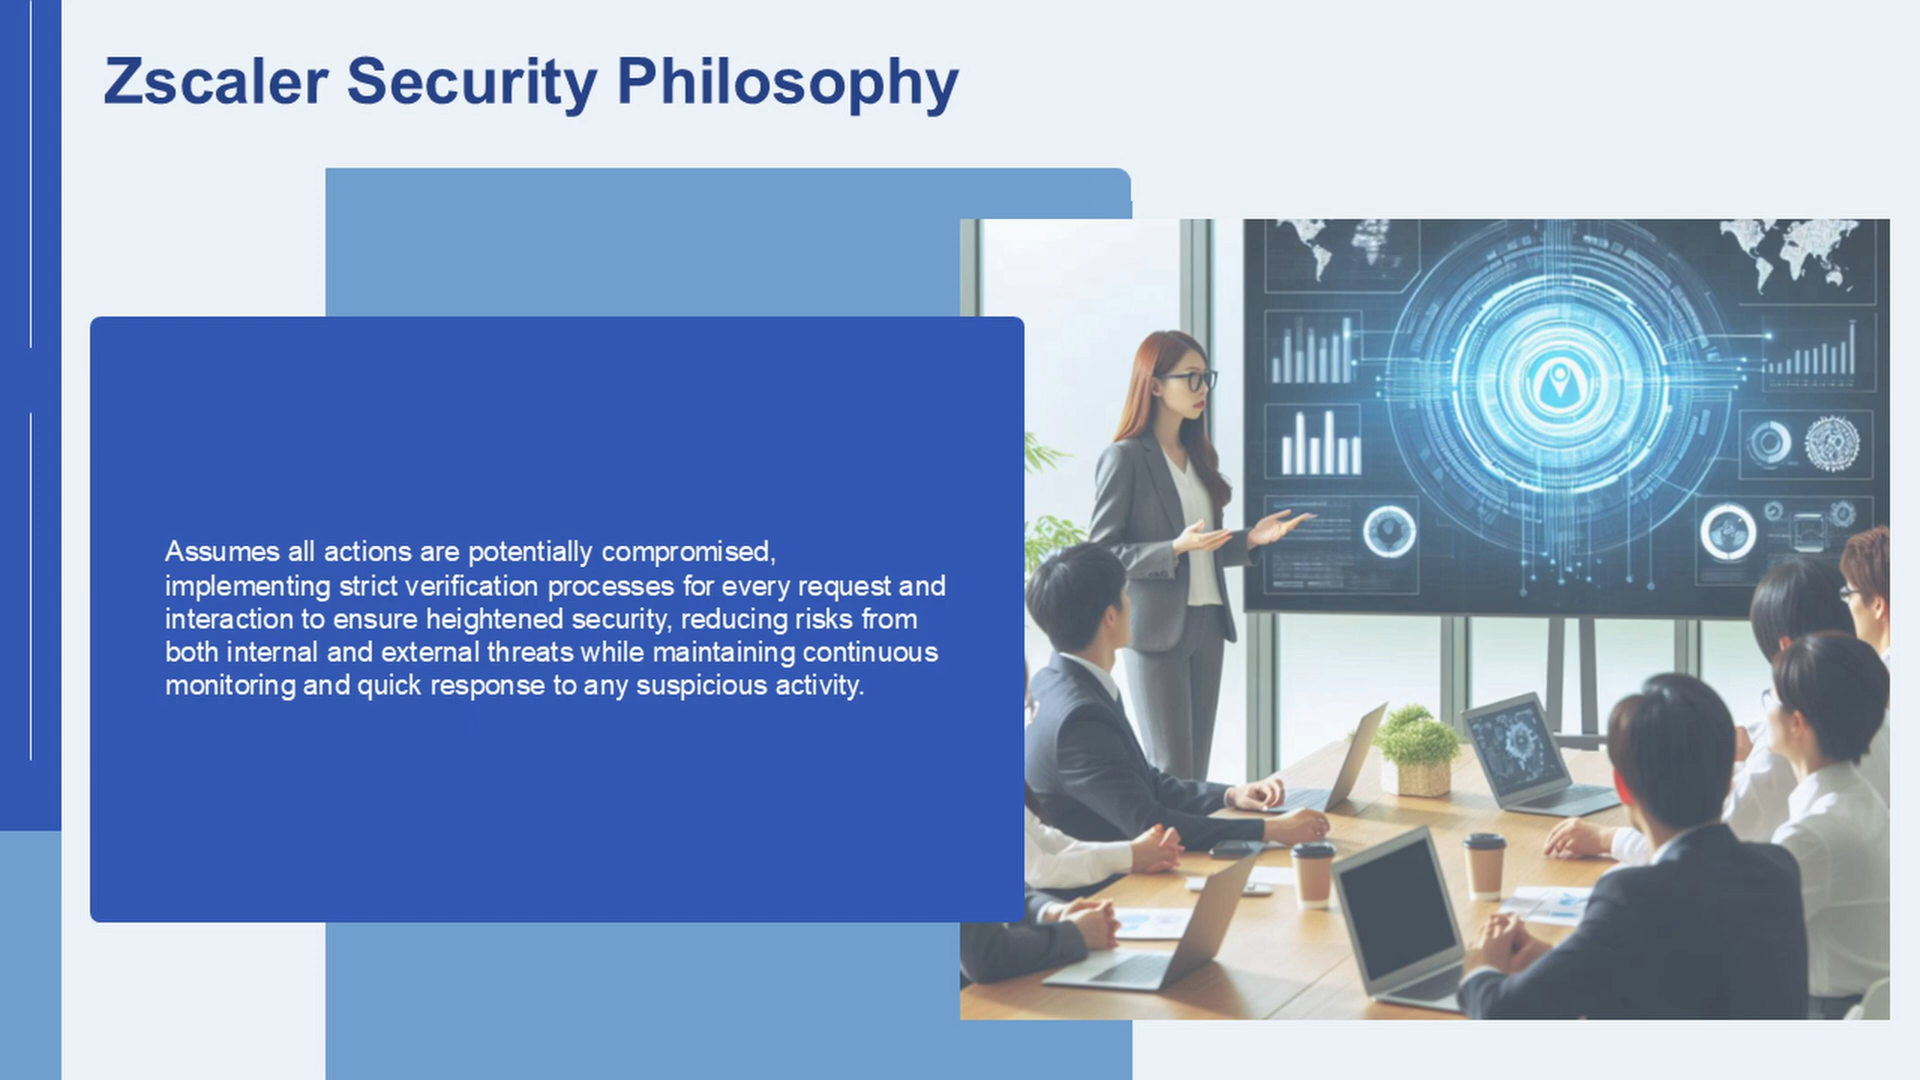 Zscaler Security Philosophy
Assumes all actions are potentially compromised,
implementing strict verification processes for every request and
interaction to ensure heightened security, reducing risks from
both internal and external threats while maintaining continuous
monitoring and quick response to any suspicious activity.